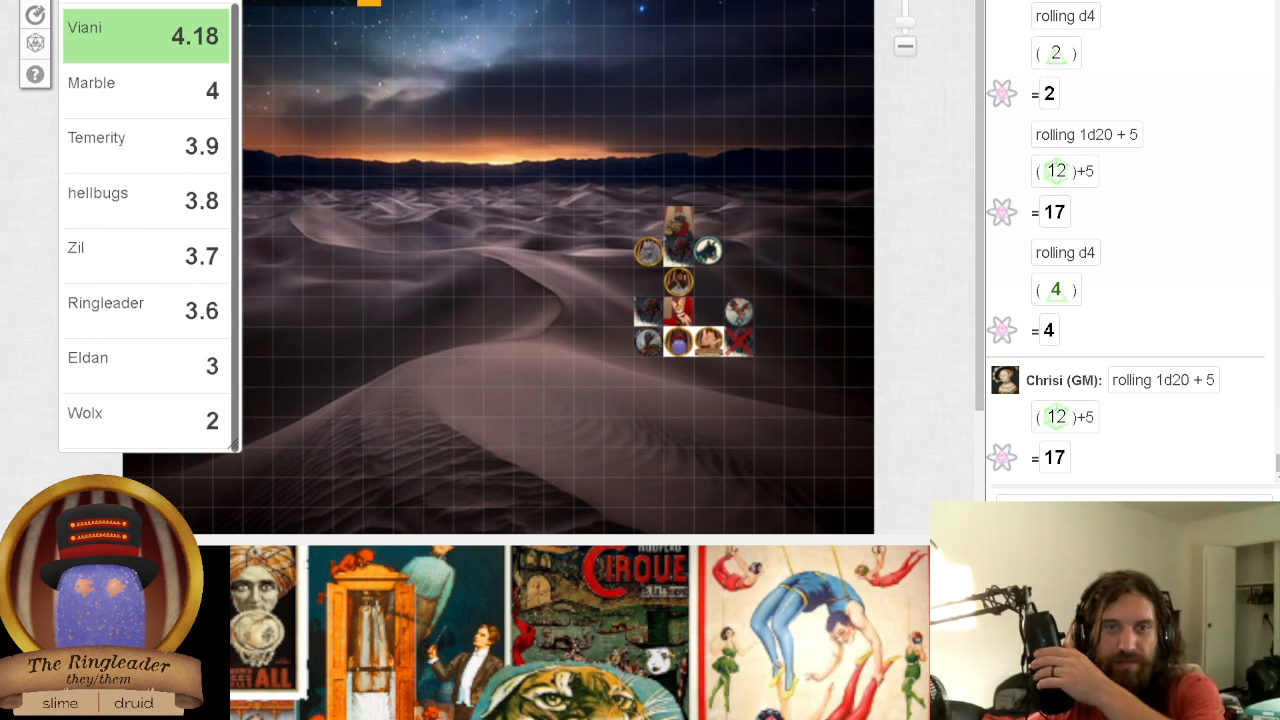 Viani
4.18
Marble
4
Temerity
3.9
hellbugs
3.8
Zil
3.7
Ringleader
3.6
Eldan
3
Wolx
2
?
rolling d4
( 2 )
= 2
rolling 1d20 + 5
( 12 )+5
= 17
rolling d4
( 4 )
= 4
Chrisi (GM): rolling 1d20 + 5
( 12 )+5
= 17
The Ringleader
they/them
slime | druid
ALL
CIRQUE